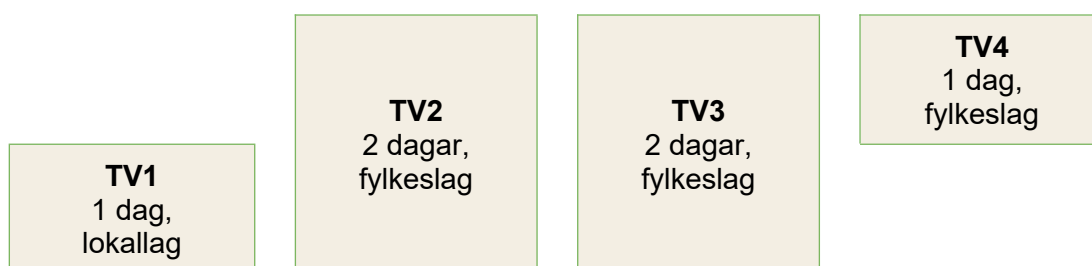 TV1
1 dag,
lokallag
TV2
2 dagar,
fylkeslag
TV3
2 dagar,
fylkeslag
TV4
1 dag,
fylkeslag